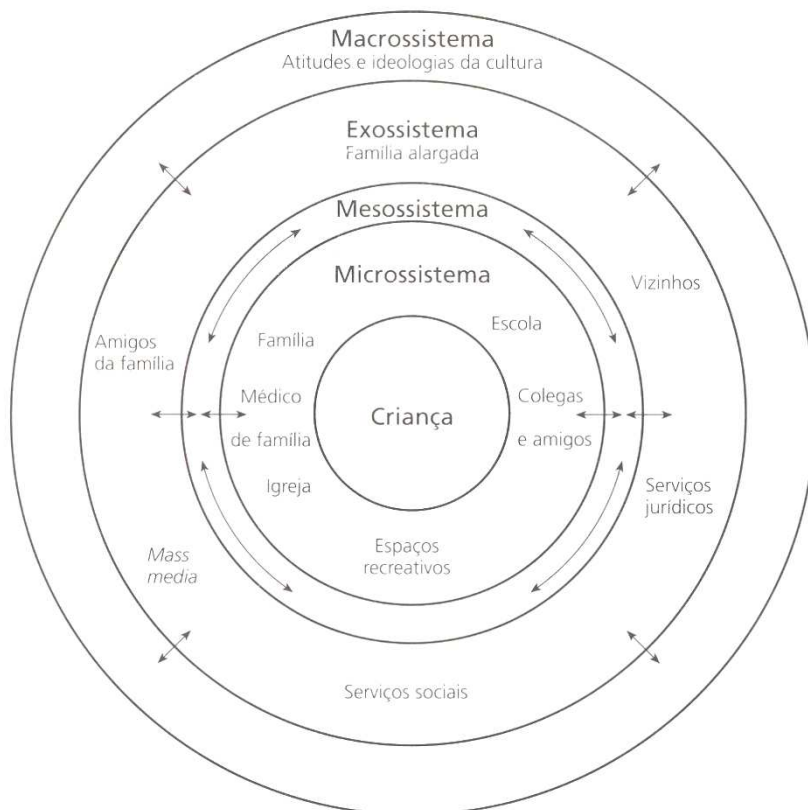 Macrossistema
Atitudes e ideologias da cultura
Exossistema
Família alargada
Mesossistema
Microssistema
Vizinhos
Escola
Família
Amigos
da família
Médico
de família
Criança
Colegas
e amigos
Igreja
Serviços
jurídicos
Espaços
recreativos
Mass
media
Serviços sociais